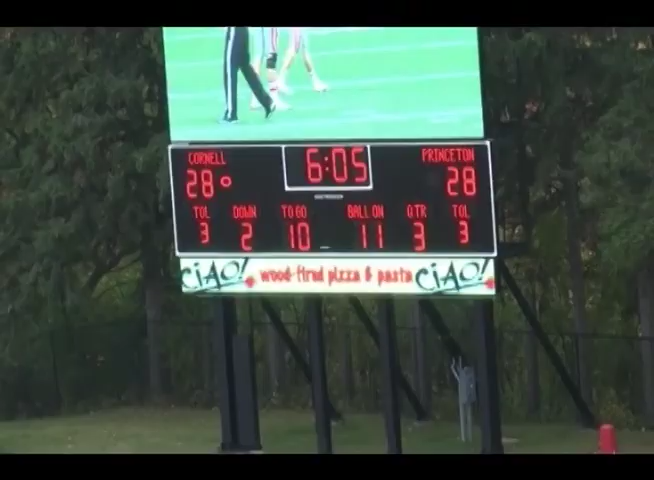 CORNELL 6:05 PRINCETON
28 28
TOL DOWN TO GO BALL ON QTR TOL
3 2 10 11 3 3
CIAO! wood-fired pizza & pasta CIAO!